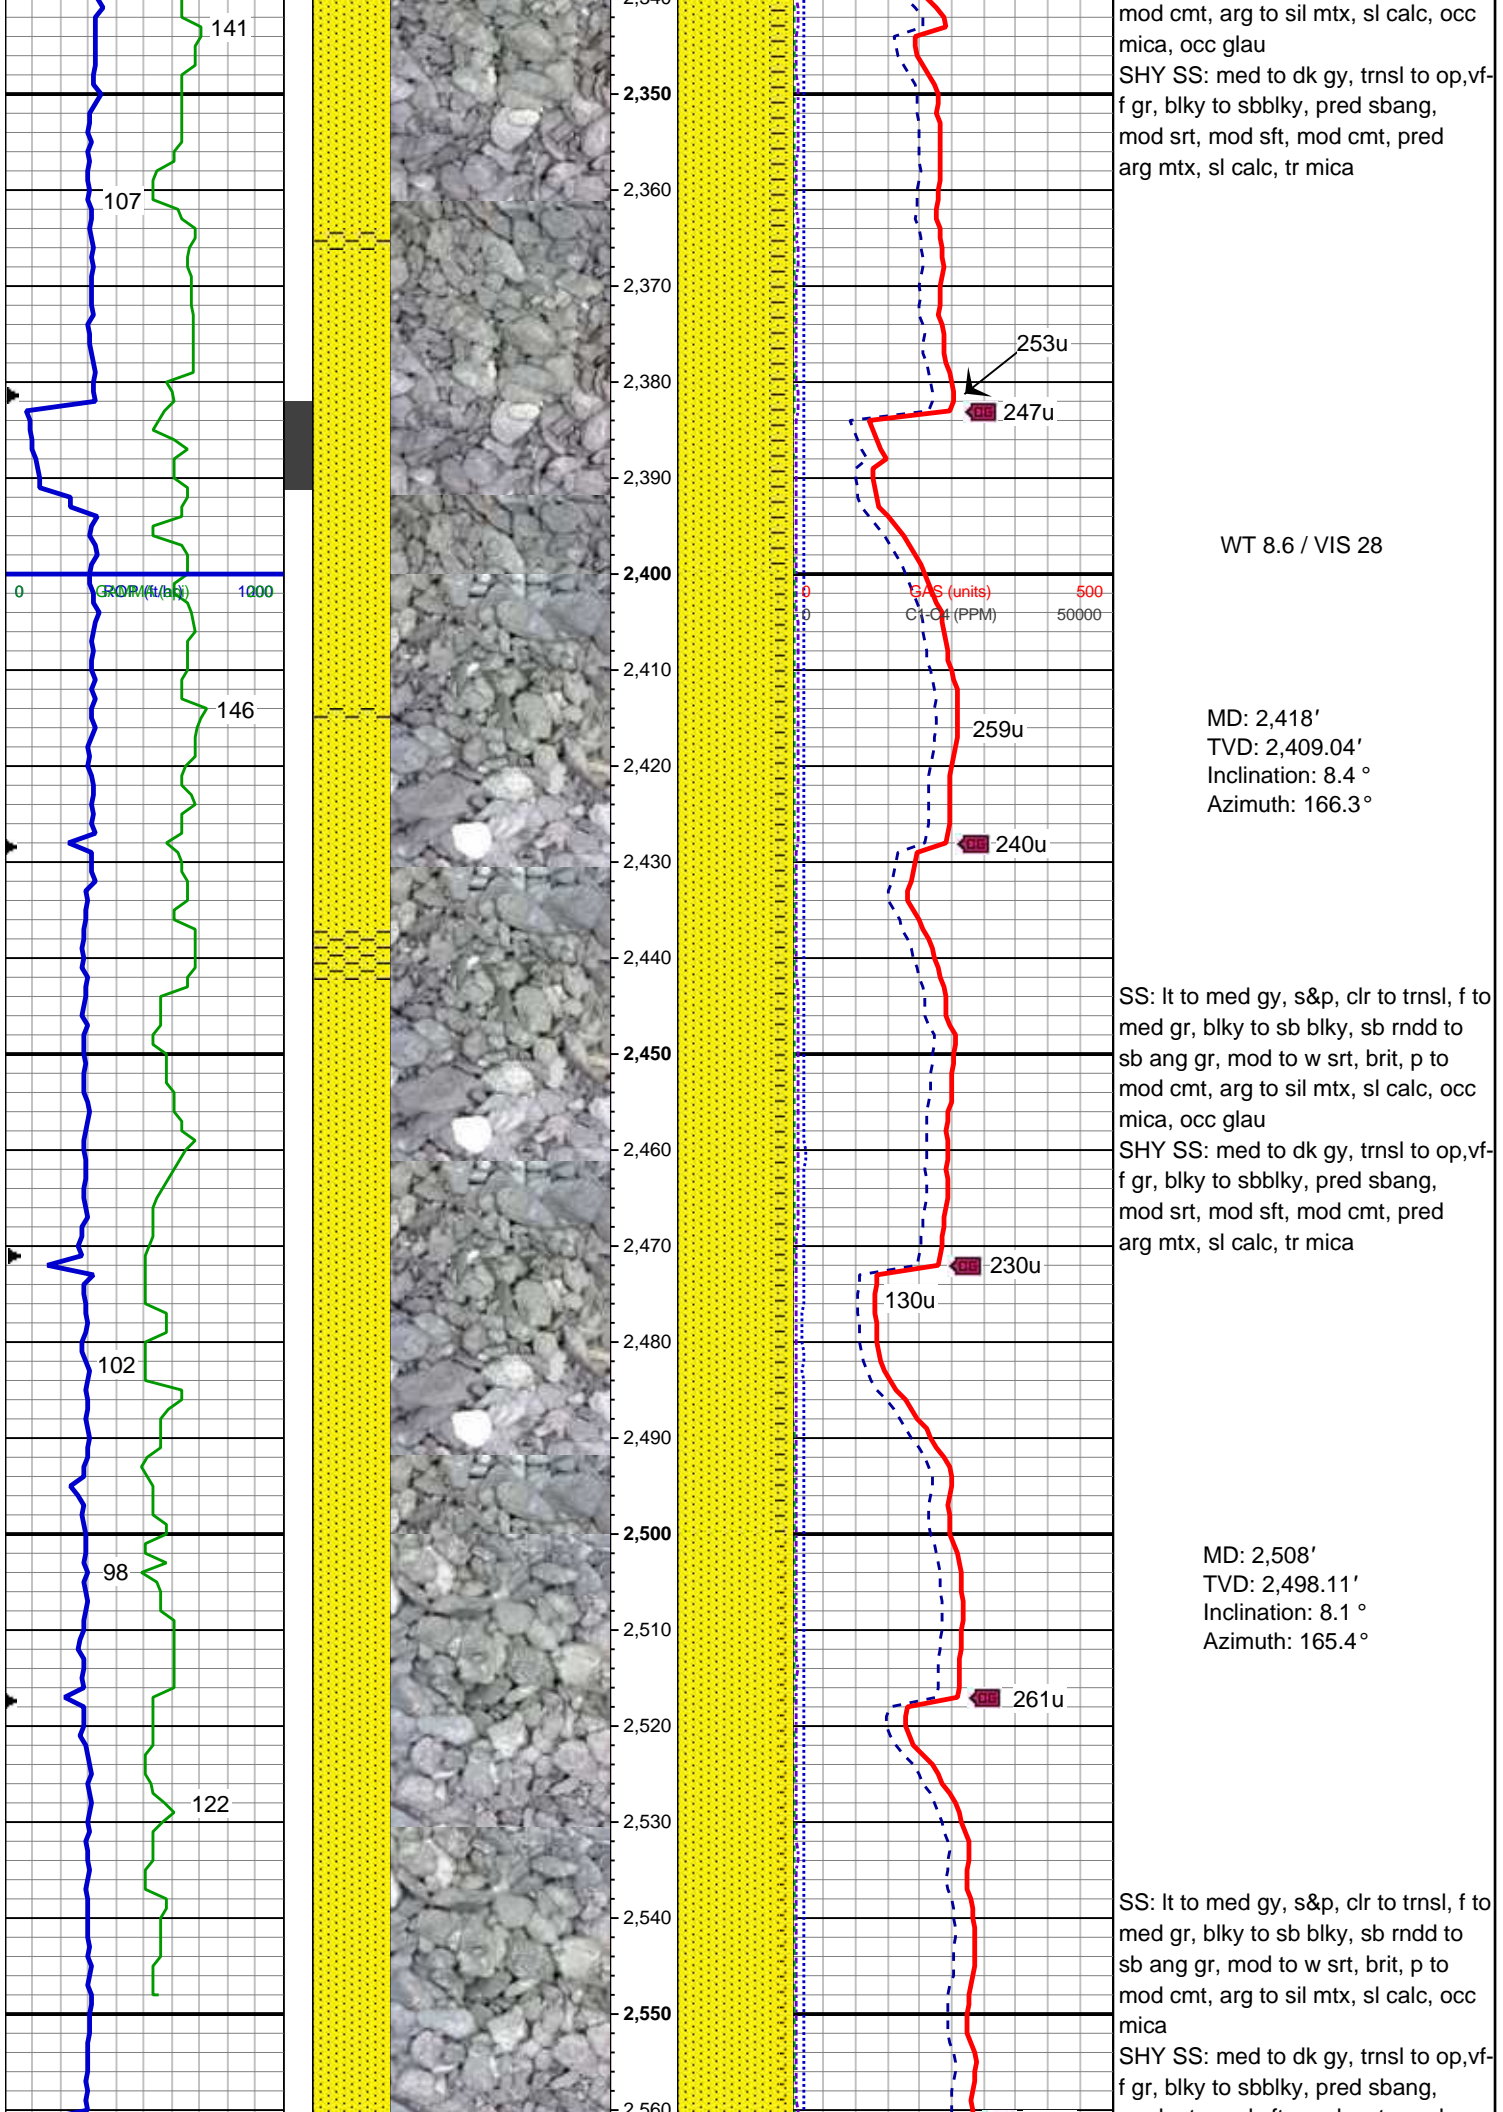 2,340
mod cmt, arg to sil mtx, sl calc, occ
mica, occ glau
SHY SS: med to dk gy, trnsl to op,vf-
f gr, blky to sbblky, pred sbang,
mod srt, mod sft, mod cmt, pred
arg mtx, sl calc, tr mica
141
2,350
107
2,360
2,370
253u
2,380
CG 247u
2,390
WT 8.6 / VIS 28
2,400
0 ROP (ft/hr) 1000
200
0 GAS (units) 500
0 C1-C4 (PPM) 50000
2,410
146
259u
MD: 2,418'
TVD: 2,409.04'
Inclination: 8.4 °
Azimuth: 166.3°
2,420
CG 240u
2,430
2,440
SS: lt to med gy, s&p, clr to trnsl, f to
med gr, blky to sb blky, sb rndd to
sb ang gr, mod to w srt, brit, p to
mod cmt, arg to sil mtx, sl calc, occ
mica, occ glau
SHY SS: med to dk gy, trnsl to op,vf-
f gr, blky to sbblky, pred sbang,
mod srt, mod sft, mod cmt, pred
arg mtx, sl calc, tr mica
2,450
2,460
2,470
CG 230u
130u
2,480
102
2,490
2,500
98
MD: 2,508'
TVD: 2,498.11'
Inclination: 8.1 °
Azimuth: 165.4°
2,510
CG 261u
2,520
122
2,530
2,540
SS: lt to med gy, s&p, clr to trnsl, f to
med gr, blky to sb blky, sb rndd to
sb ang gr, mod to w srt, brit, p to
mod cmt, arg to sil mtx, sl calc, occ
mica
SHY SS: med to dk gy, trnsl to op,vf-
f gr, blky to sbblky, pred sbang,
2,550
2,560